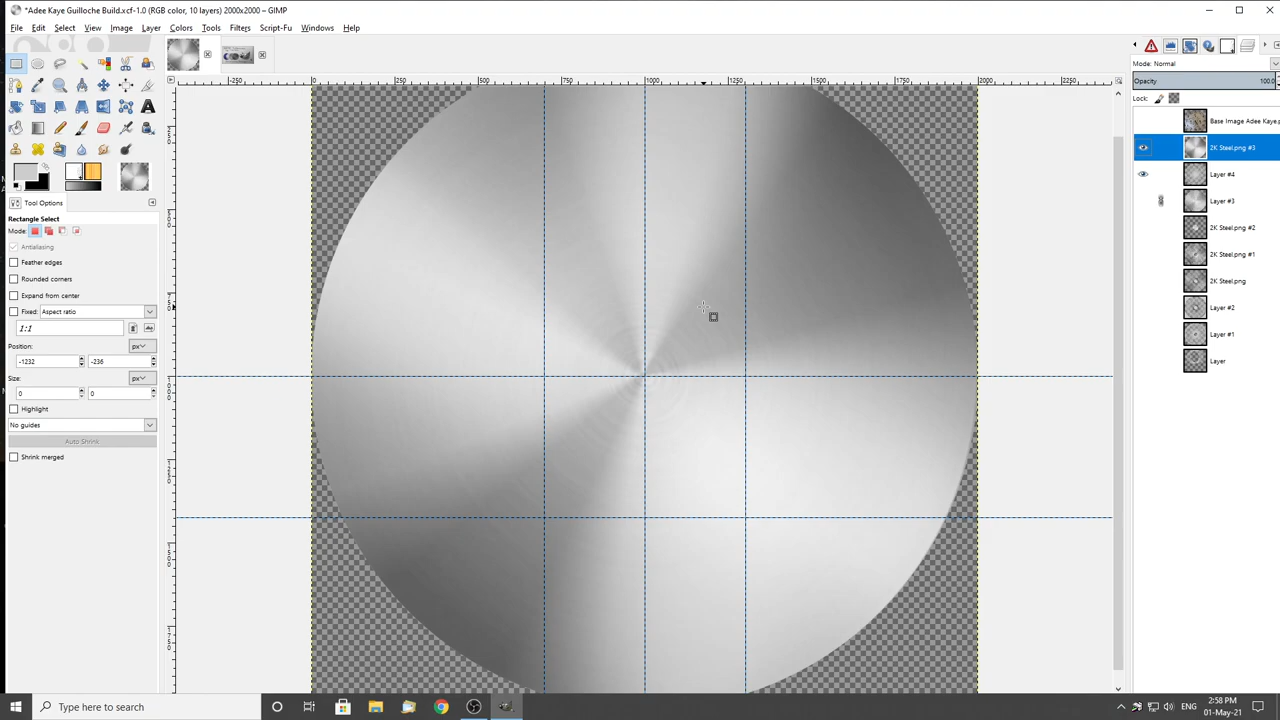 *Adee Kaye Guilloche Build.xcf-1.0 (RGB color, 10 layers) 2000x2000 – GIMP
File Edit Select View Image Layer Colors Tools Filters Script-Fu Windows Help
-250 0 250 500 750 1000 1250 1500 1750 2000 2250
Mode: Normal
Opacity 100.0
Lock:
Base Image Adee Kaye.p
2K Steel.png #3
Layer #4
Layer #3
2K Steel.png #2
2K Steel.png #1
2K Steel.png
Layer #2
Layer #1
Layer
Tool Options
Rectangle Select
Mode:
Antialiasing
Feather edges
Rounded corners
Expand from center
Fixed: Aspect ratio
1:1
Position:
px
-1232 -236
Size:
px
0 0
Highlight
No guides
Auto Shrink
Shrink merged
Type here to search
ENG
2:58 PM
01-May-21